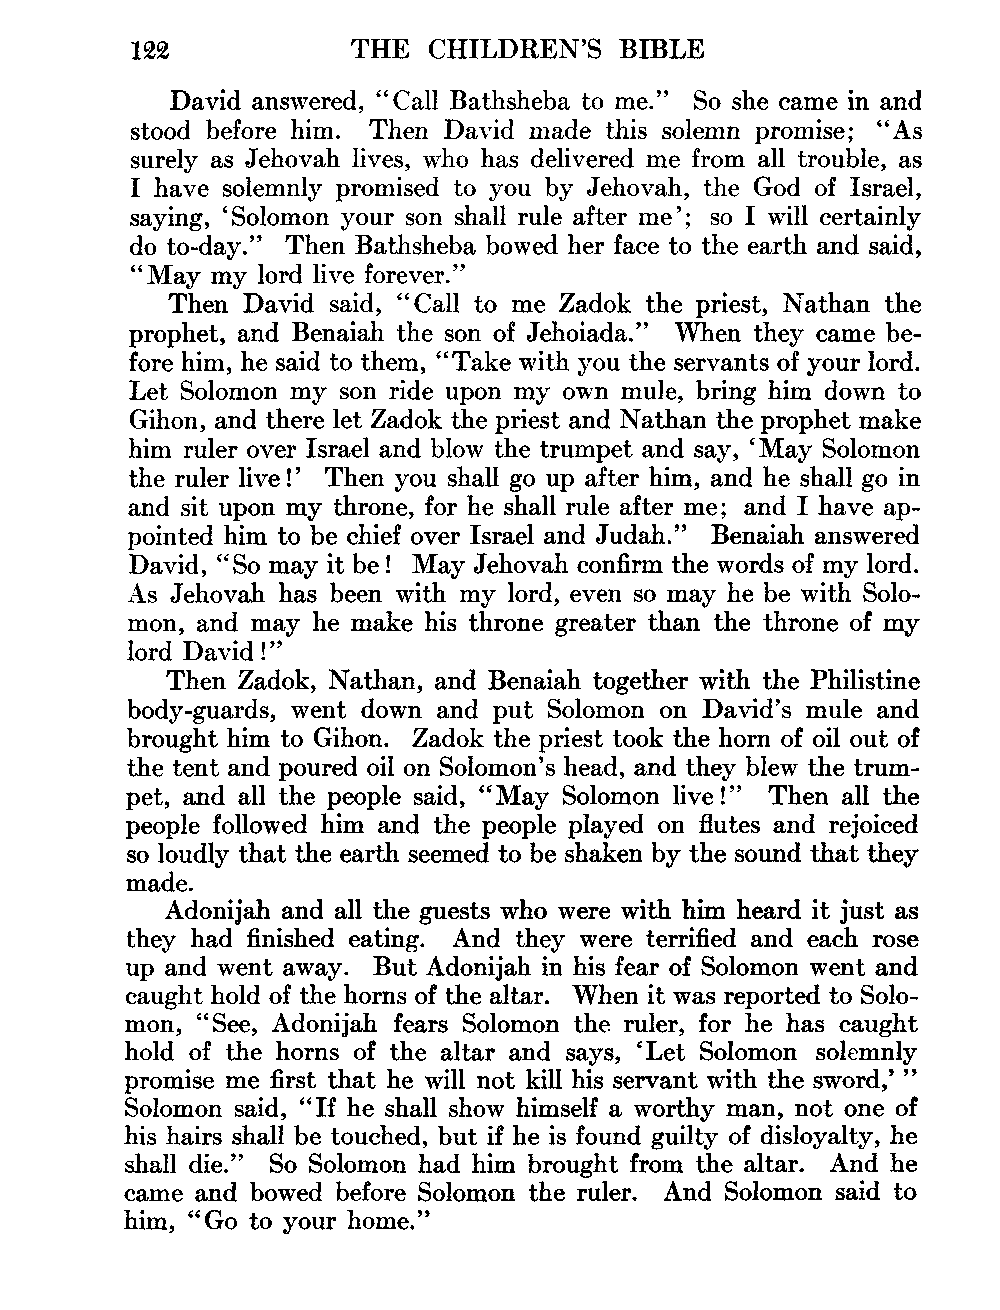 122 THE CHILDREN'S BIBLE
David answered, “Call Bathsheba to me.” So she came in and
stood before him. Then David made this solemn promise; “As
surely as Jehovah lives, who has delivered me from all trouble, as
I have solemnly promised to you by Jehovah, the God of Israel,
saying, ‘Solomon your son shall rule after me’; so I will certainly
do to-day.” Then Bathsheba bowed her face to the earth and said,
“May my lord live forever.”
Then David said, “Call to me Zadok the priest, Nathan the
prophet, and Benaiah the son of Jehoiada.” When they came be-
fore him, he said to them, “Take with you the servants of your lord.
Let Solomon my son ride upon my own mule, bring him down to
Gihon, and there let Zadok the priest and Nathan the prophet make
him ruler over Israel and blow the trumpet and say, ‘May Solomon
the ruler live!’ Then you shall go up after him, and he shall go in
and sit upon my throne, for he shall rule after me; and I have ap-
pointed him to be chief over Israel and Judah.” Benaiah answered
David, “So may it be! May Jehovah confirm the words of my lord.
As Jehovah has been with my lord, even so may he be with Solo-
mon, and may he make his throne greater than the throne of my
lord David!”
Then Zadok, Nathan, and Benaiah together with the Philistine
body-guards, went down and put Solomon on David's mule and
brought him to Gihon. Zadok the priest took the horn of oil out of
the tent and poured oil on Solomon's head, and they blew the trum-
pet, and all the people said, “May Solomon live!” Then all the
people followed him and the people played on flutes and rejoiced
so loudly that the earth seemed to be shaken by the sound that they
made.
Adonijah and all the guests who were with him heard it just as
they had finished eating. And they were terrified and each rose
up and went away. But Adonijah in his fear of Solomon went and
caught hold of the horns of the altar. When it was reported to Solo-
mon, “See, Adonijah fears Solomon the ruler, for he has caught
hold of the horns of the altar and says, ‘Let Solomon solemnly
promise me first that he will not kill his servant with the sword,’ ”
Solomon said, “If he shall show himself a worthy man, not one of
his hairs shall be touched, but if he is found guilty of disloyalty, he
shall die.” So Solomon had him brought from the altar. And he
came and bowed before Solomon the ruler. And Solomon said to
him, “Go to your home.”